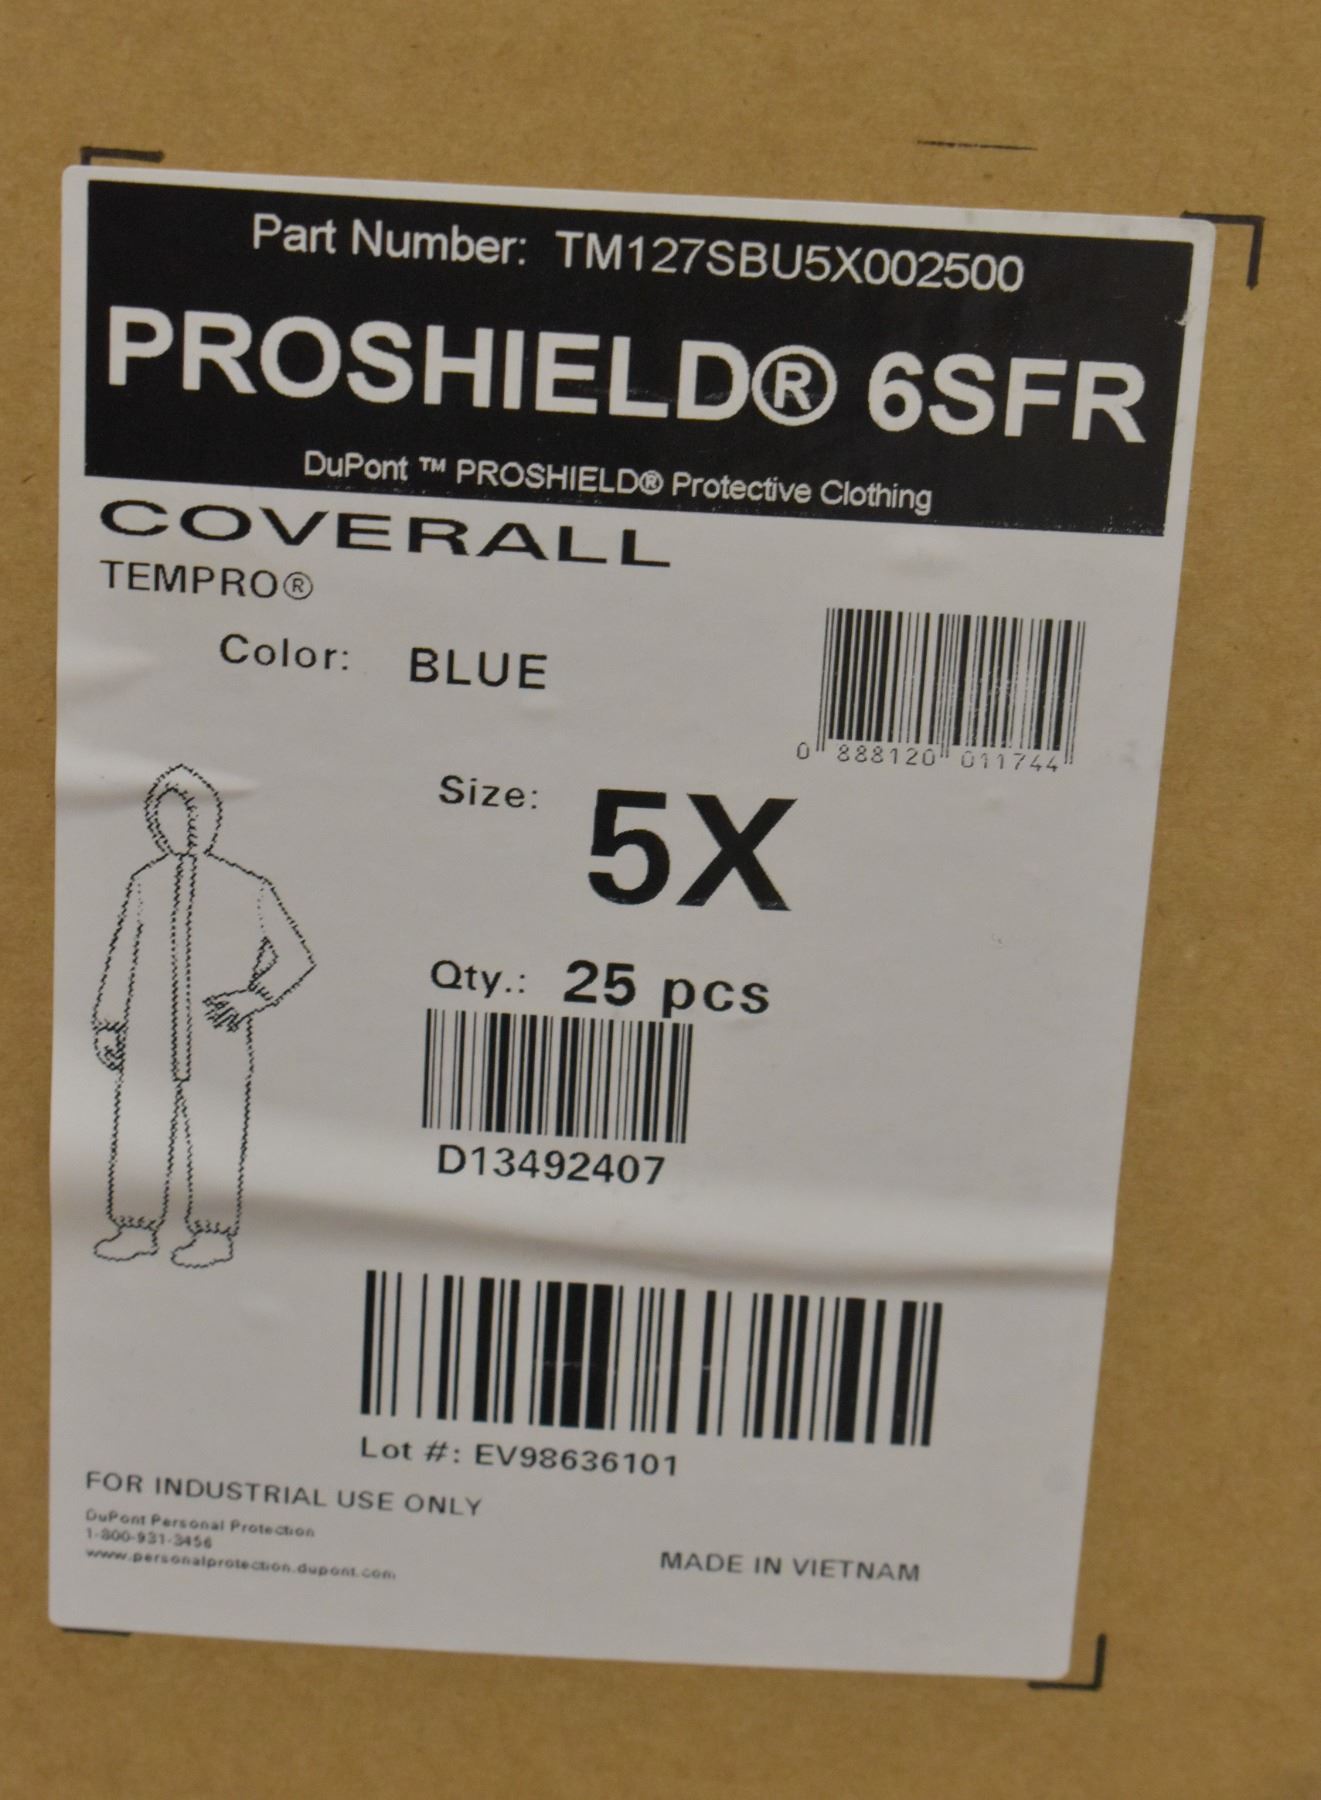 Part Number: TM127SBU5X002500
PROSHIELD® 6SFR
DuPont ™ PROSHIELD® Protective Clothing
COVERALL
TEMPRO®
Color: BLUE
0 888120 011744
Size: 5X
Qty.: 25 pcs
D13492407
Lot #: EV98636101
FOR INDUSTRIAL USE ONLY
DuPont Personal Protection
1-800-931-3456
www.personalprotection.dupont.com
MADE IN VIETNAM